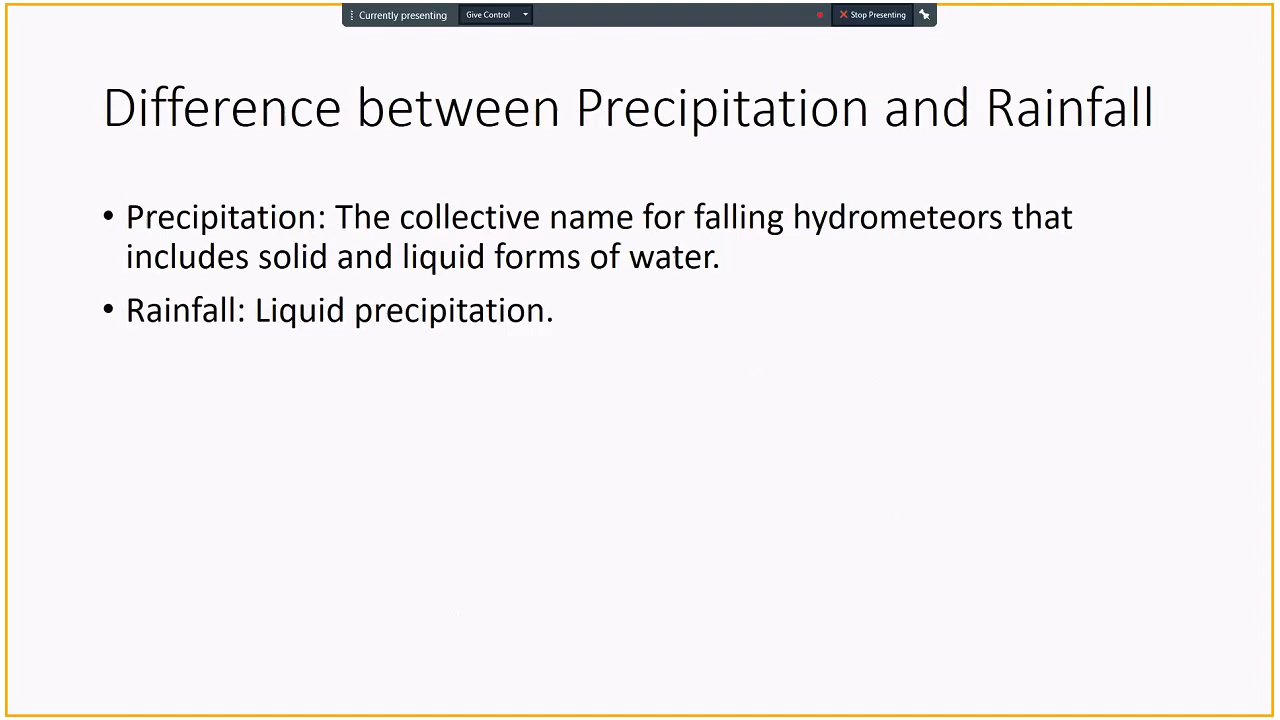 Currently presenting
Give Control
Stop Presenting
Difference between Precipitation and Rainfall
• Precipitation: The collective name for falling hydrometeors that
includes solid and liquid forms of water.
• Rainfall: Liquid precipitation.